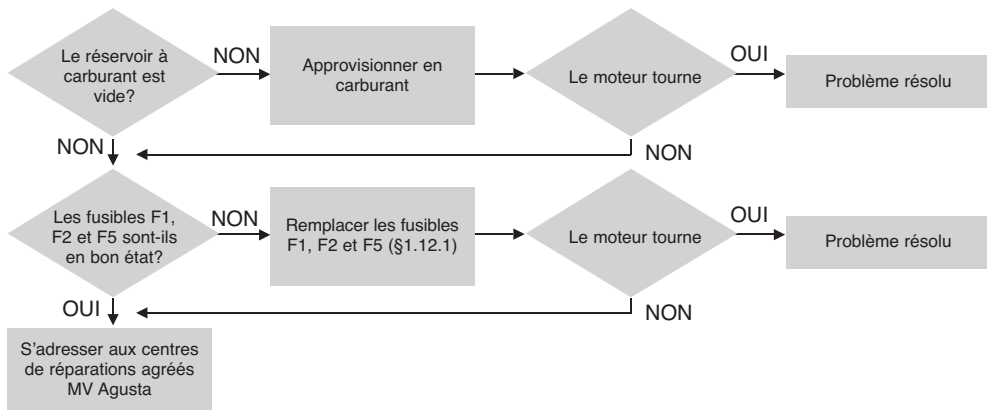 Le réservoir à
carburant est
vide?
NON
Approvisionner en
carburant
Le moteur tourne
OUI
Problème résolu
NON
NON
Les fusibles F1,
F2 et F5 sont-ils
en bon état?
NON
Remplacer les fusibles
F1, F2 et F5 (§1.12.1)
Le moteur tourne
OUI
Problème résolu
OUI
NON
S'adresser aux centres
de réparations agréés
MV Agusta